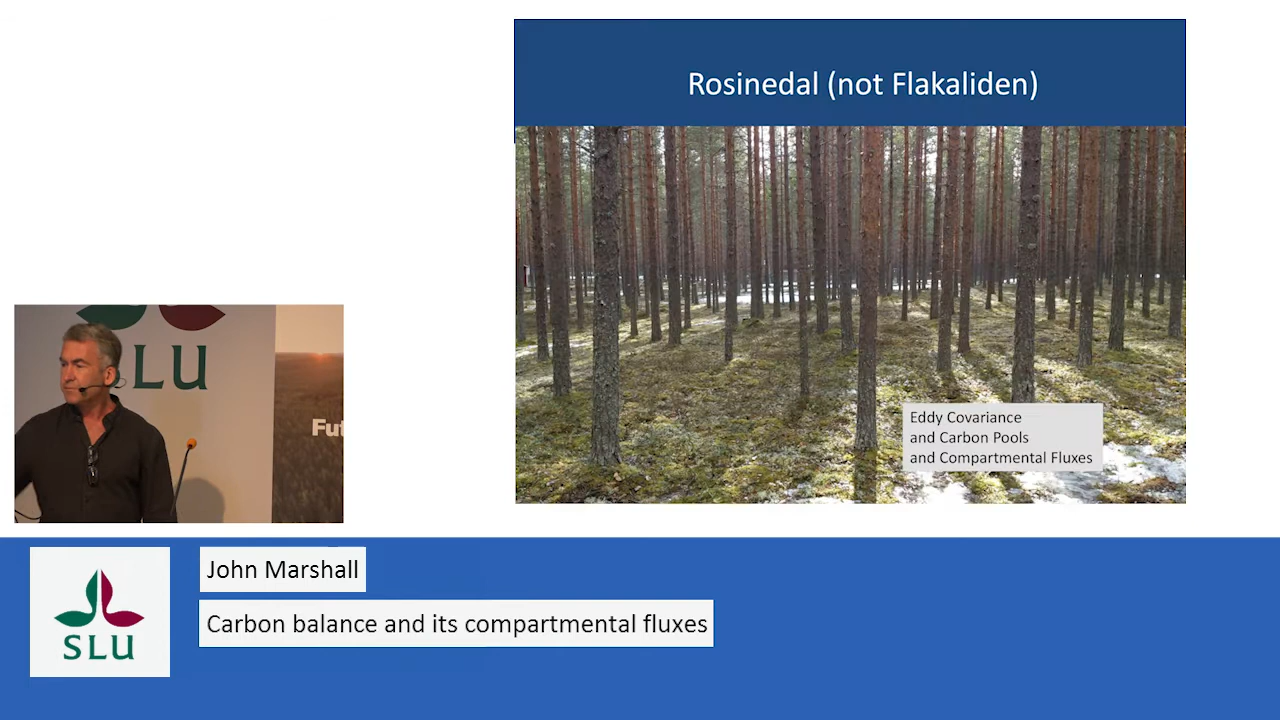 Rosinedal (not Flakaliden)
Eddy Covariance
and Carbon Pools
and Compartmental Fluxes
SLU
Fut
SLU
John Marshall
Carbon balance and its compartmental fluxes